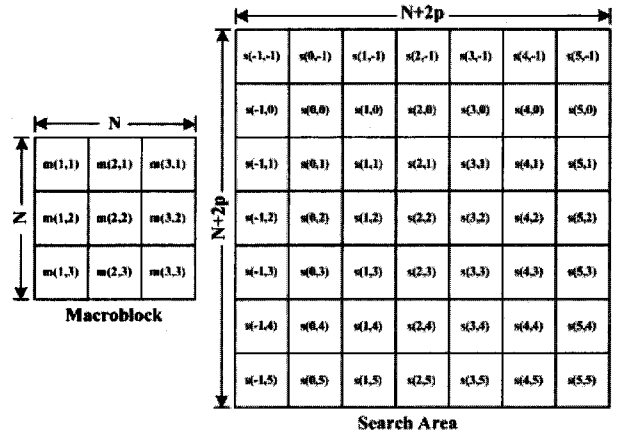 N+2p
s(-1,-1) s(0,-1) s(1,-1) s(2,-1) s(3,-1) s(4,-1) s(5,-1)
s(-1,0) s(0,0) s(1,0) s(2,0) s(3,0) s(4,0) s(5,0)
N
m(1,1) m(2,1) m(3,1)
s(-1,1) s(0,1) s(1,1) s(2,1) s(3,1) s(4,1) s(5,1)
N
m(1,2) m(2,2) m(3,2)
N+2p
s(-1,2) s(0,2) s(1,2) s(2,2) s(3,2) s(4,2) s(5,2)
m(1,3) m(2,3) m(3,3)
s(-1,3) s(0,3) s(1,3) s(2,3) s(3,3) s(4,3) s(5,3)
Macroblock
s(-1,4) s(0,4) s(1,4) s(2,4) s(3,4) s(4,4) s(5,4)
s(-1,5) s(0,5) s(1,5) s(2,5) s(3,5) s(4,5) s(5,5)
Search Area